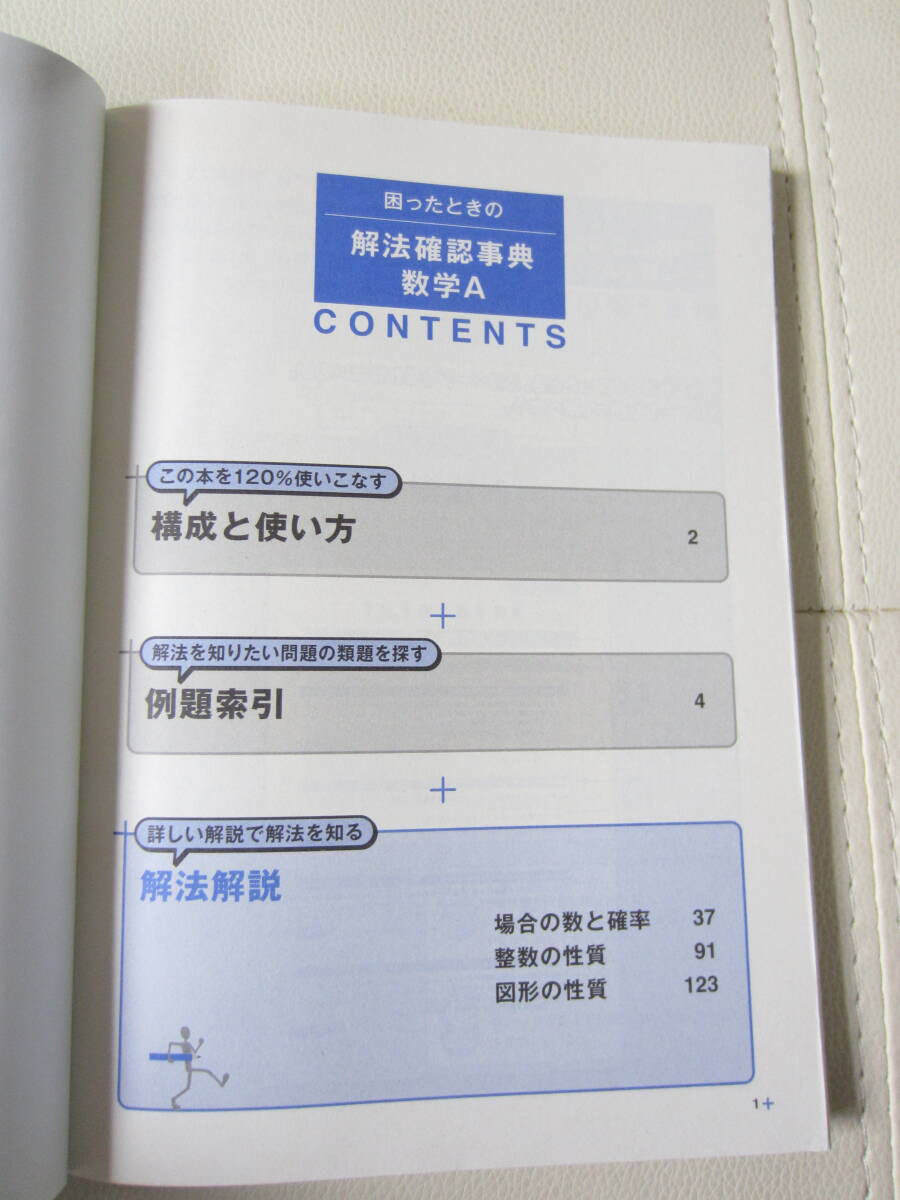 困ったときの
解法確認事典
数学A
CONTENTS
この本を120%使いこなす
構成と使い方 2
解法を知りたい問題の類題を探す
例題索引 4
詳しい解説で解法を知る
解法解説
場合の数と確率 37
整数の性質 91
図形の性質 123
1+